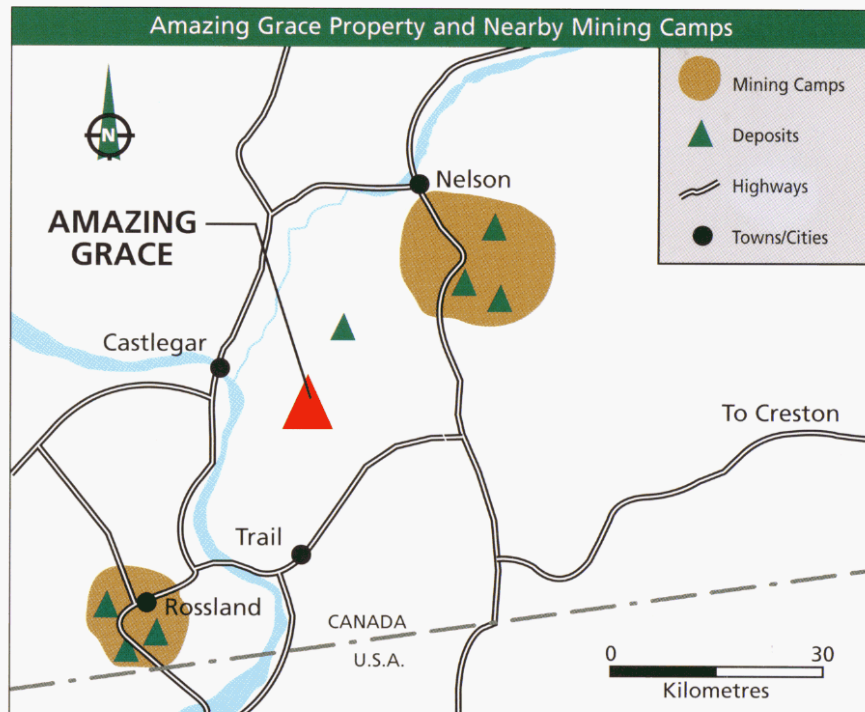 Amazing Grace Property and Nearby Mining Camps
N
Mining Camps
Deposits
Highways
Towns/Cities
Nelson
AMAZING
GRACE
Castlegar
To Creston
Trail
Rossland
CANADA
U.S.A.
0 30
Kilometres